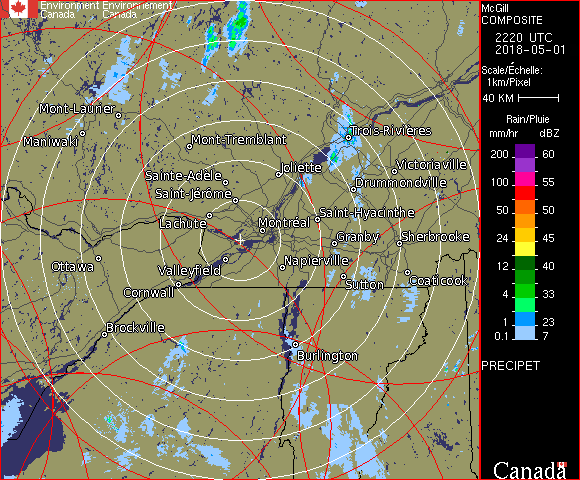 Environment Environnement
Canada Canada
McGill
COMPOSITE
2220 UTC
2018-05-01
Scale/Échelle:
1km/Pixel
40 KM
Rain/Pluie
mm/hr dBZ
200 60
192 57
100 55
50 50
24 45
12 40
4 33
1 23
0.1 7
PRECIPET
Canada
Mont-Laurier
Maniwaki
Mont-Tremblant
Trois-Rivières
Joliette
Victoriaville
Sainte-Adèle
Drummondville
Saint-Jérôme
Lachute
Montréal
Saint-Hyacinthe
Granby
Sherbrooke
Ottawa
Valleyfield
Napierville
Cornwall
Sutton
Coaticook
Brockville
Burlington